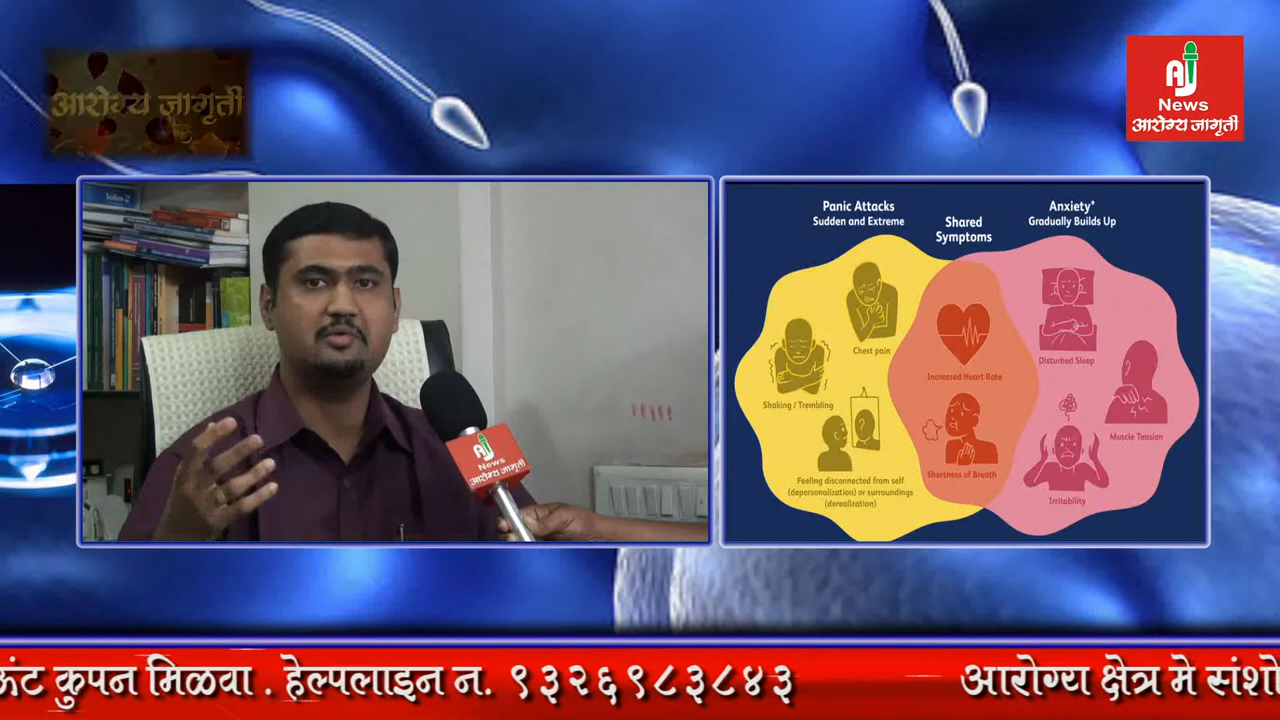 आरोग्य जागृती
AJ
News
आरोग्य जागृती
Panic Attacks
Sudden and Extreme
Shared
Symptoms
Anxiety*
Gradually Builds Up
Chest pain
Shaking / Trembling
Feeling disconnected from self
(depersonalization) or surroundings
(derealization)
Increased Heart Rate
Shortness of Breath
Disturbed Sleep
Muscle Tension
Irritability
News
आरोग्य जागृती
कुपन मिळवा . हेल्पलाइन न. ९३२६९८३८४३
आरोग्य क्षेत्र मे